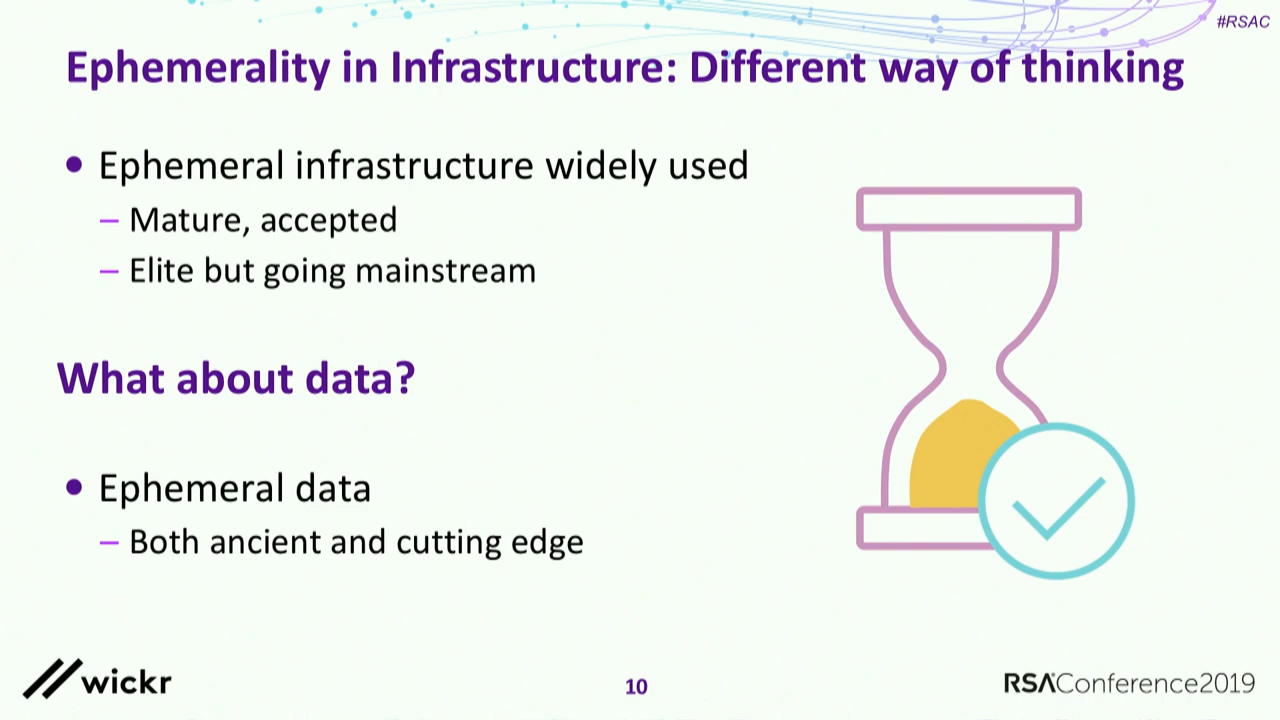 #RSAC
Ephemerality in Infrastructure: Different way of thinking
• Ephemeral infrastructure widely used
– Mature, accepted
– Elite but going mainstream
What about data?
• Ephemeral data
– Both ancient and cutting edge
wickr
10
RSAConference2019